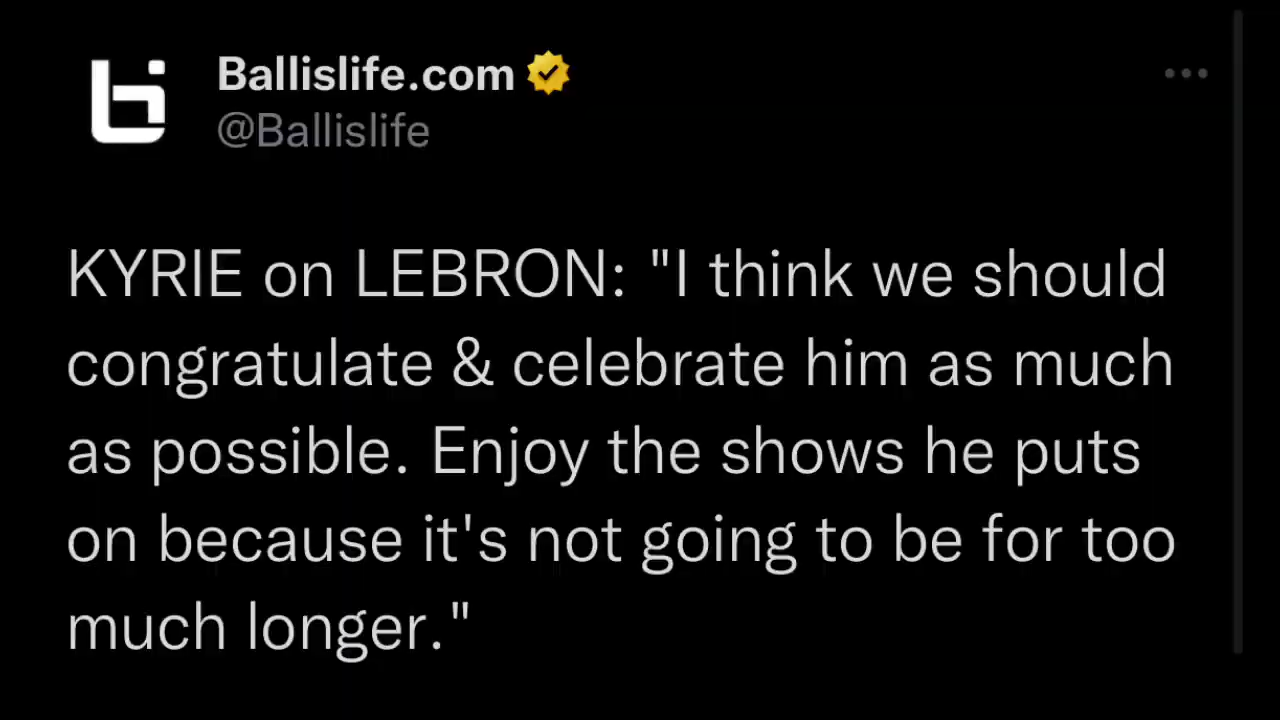 Ballislife.com
@Ballislife
KYRIE on LEBRON: "I think we should
congratulate & celebrate him as much
as possible. Enjoy the shows he puts
on because it's not going to be for too
much longer."